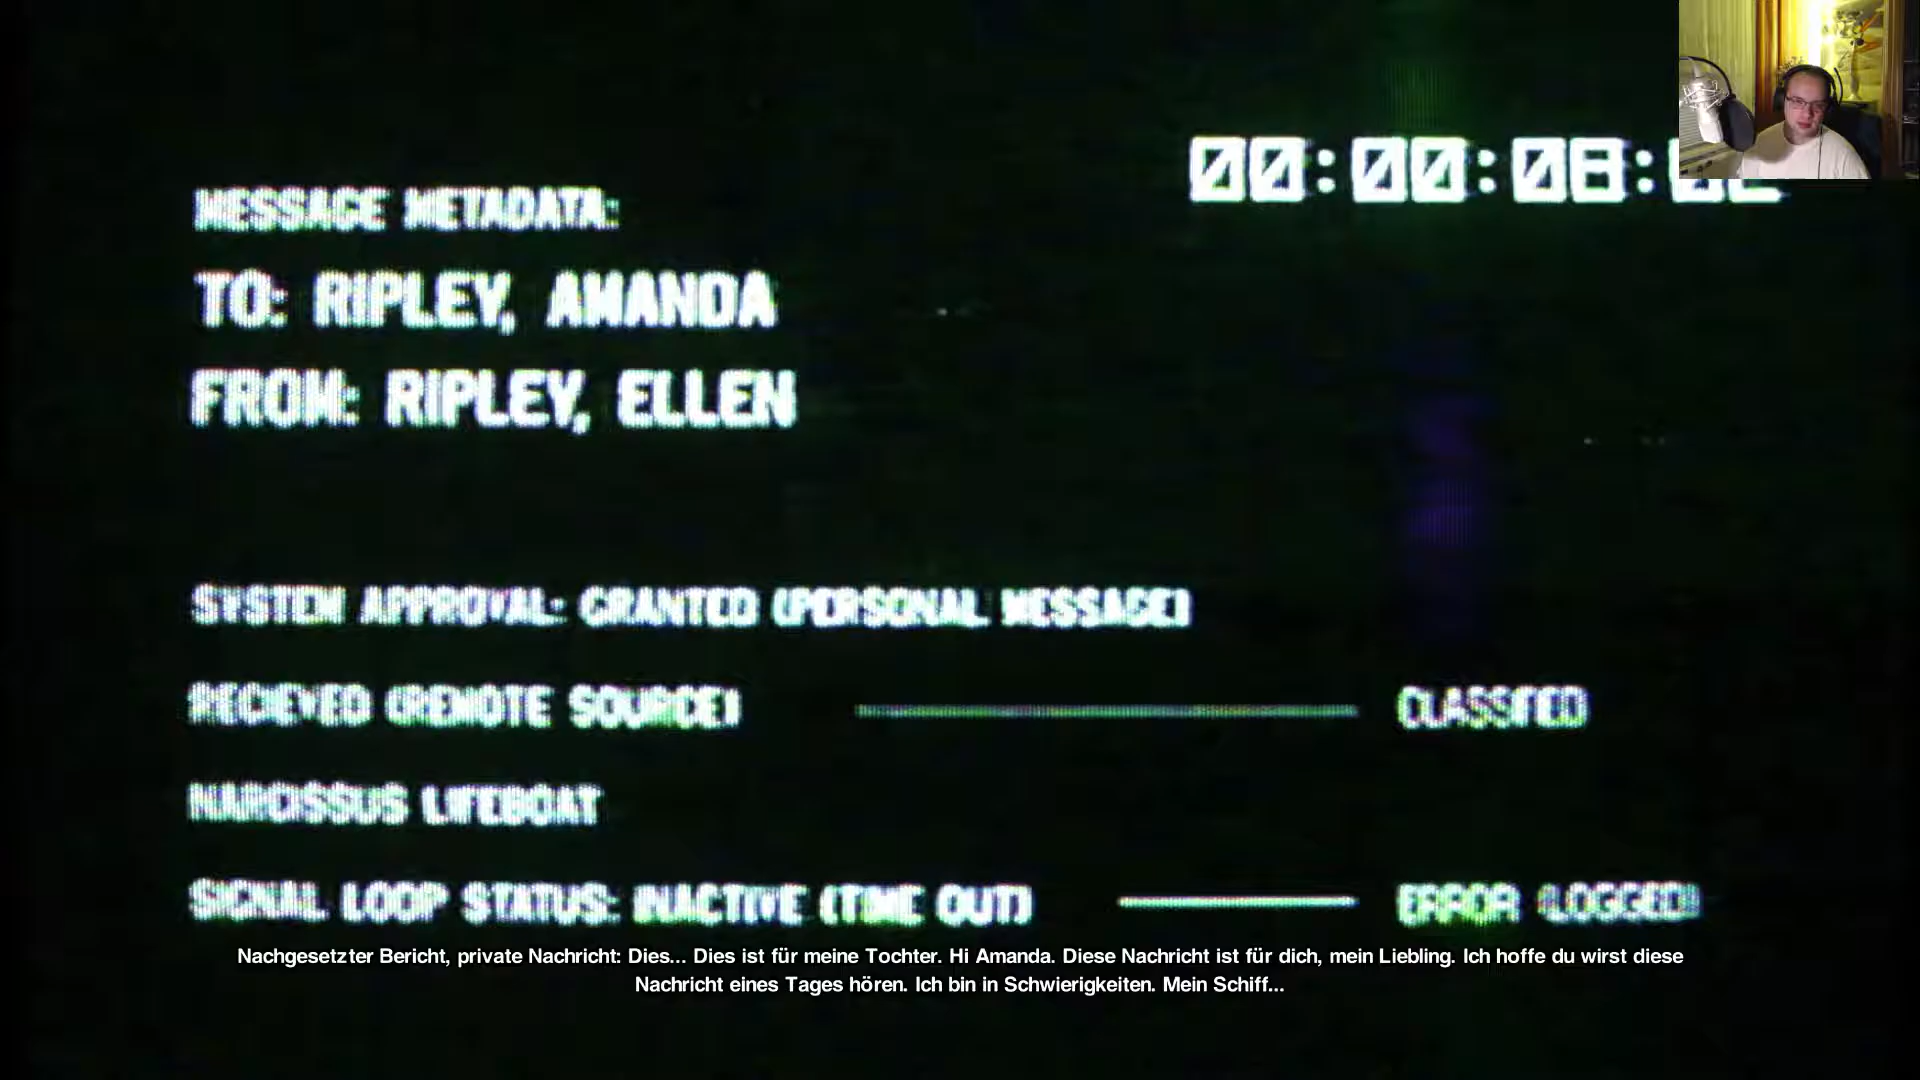 00:00:08:
MESSAGE METADATA:
TO: RIPLEY, AMANDA
FROM: RIPLEY, ELLEN
SYSTEM APPROVAL: GRANTED (PERSONAL MESSAGE)
RECIEVED (REMOTE SOURCE) CLASSIFIED
NARCISSUS LIFEBOAT
SIGNAL LOOP STATUS: INACTIVE (TIME OUT) ERROR (LOGGED)
Nachgesetzter Bericht, private Nachricht: Dies... Dies ist für meine Tochter. Hi Amanda. Diese Nachricht ist für dich, mein Liebling. Ich hoffe du wirst diese
Nachricht eines Tages hören. Ich bin in Schwierigkeiten. Mein Schiff...